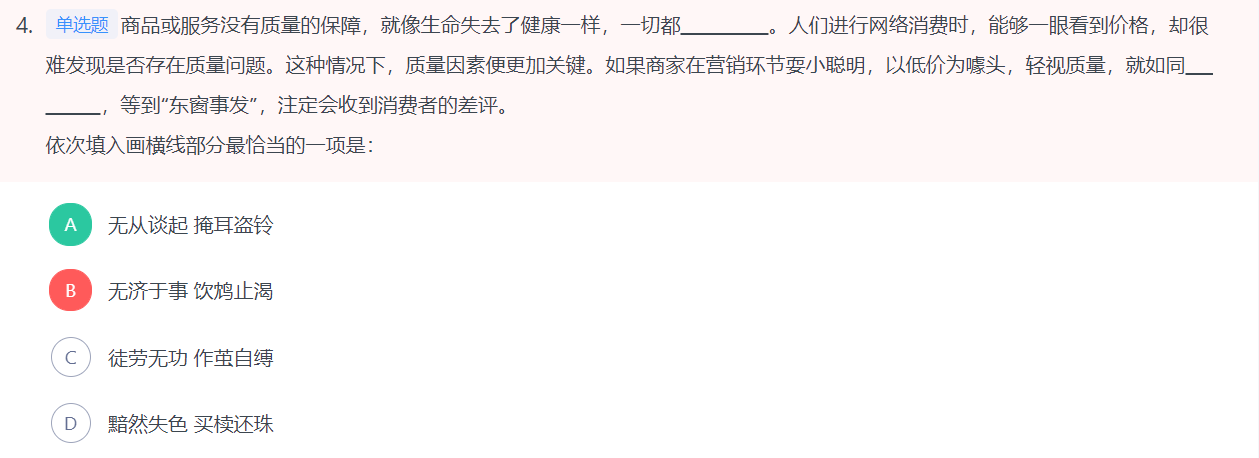 4. 单选题 商品或服务没有质量的保障，就像生命失去了健康一样，一切都________。人们进行网络消费时，能够一眼看到价格，却很
难发现是否存在质量问题。这种情况下，质量因素便更加关键。如果商家在营销环节耍小聪明，以低价为噱头，轻视质量，就如同___
_____，等到“东窗事发”，注定会收到消费者的差评。
依次填入画横线部分最恰当的一项是：
A 无从谈起 掩耳盗铃
B 无济于事 饮鸩止渴
C 徒劳无功 作茧自缚
D 黯然失色 买椟还珠